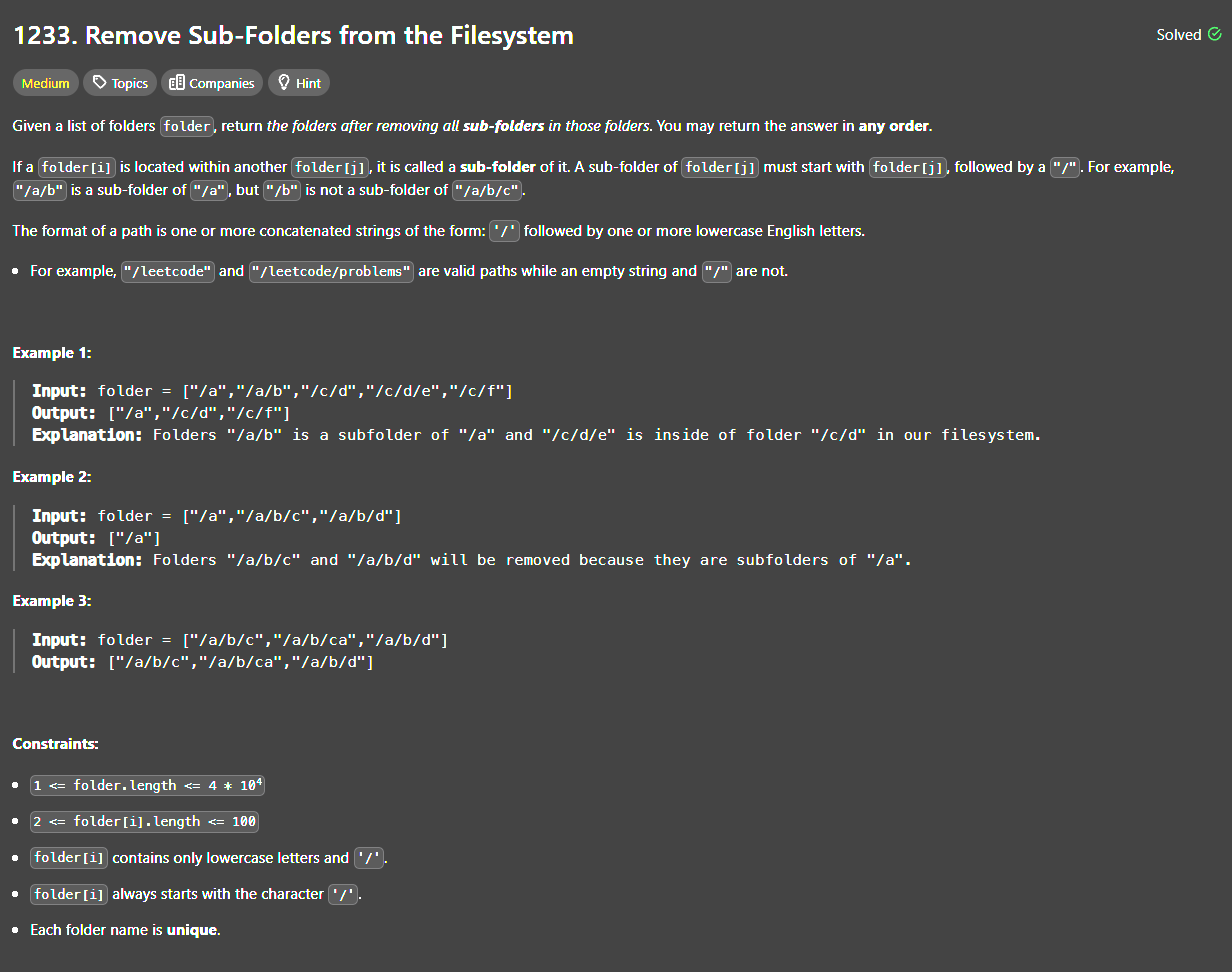 1233. Remove Sub-Folders from the Filesystem
Solved
Medium Topics Companies Hint
Given a list of folders folder, return the folders after removing all sub-folders in those folders. You may return the answer in any order.
If a folder[i] is located within another folder[j], it is called a sub-folder of it. A sub-folder of folder[j] must start with folder[j], followed by a "/". For example,
"/a/b" is a sub-folder of "/a", but "/b" is not a sub-folder of "/a/b/c".
The format of a path is one or more concatenated strings of the form: '/' followed by one or more lowercase English letters.
• For example, "/leetcode" and "/leetcode/problems" are valid paths while an empty string and "/" are not.
Example 1:
Input: folder = ["/a","/a/b","/c/d","/c/d/e","/c/f"]
Output: ["/a","/c/d","/c/f"]
Explanation: Folders "/a/b" is a subfolder of "/a" and "/c/d/e" is inside of folder "/c/d" in our filesystem.
Example 2:
Input: folder = ["/a","/a/b/c","/a/b/d"]
Output: ["/a"]
Explanation: Folders "/a/b/c" and "/a/b/d" will be removed because they are subfolders of "/a".
Example 3:
Input: folder = ["/a/b/c","/a/b/ca","/a/b/d"]
Output: ["/a/b/c","/a/b/ca","/a/b/d"]
Constraints:
• 1 <= folder.length <= 4 * 10⁴
• 2 <= folder[i].length <= 100
• folder[i] contains only lowercase letters and '/'.
• folder[i] always starts with the character '/'.
• Each folder name is unique.